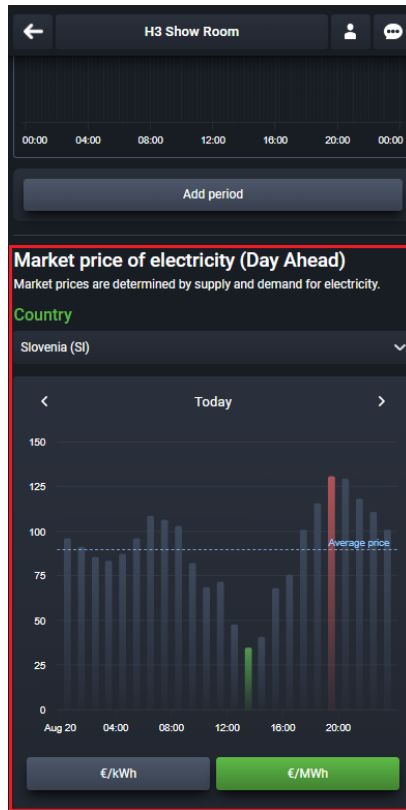 H3 Show Room
00:00 04:00 08:00 12:00 16:00 20:00 00:00
Add period
Market price of electricity (Day Ahead)
Market prices are determined by supply and demand for electricity.
Country
Slovenia (SI)
Today
150
125
100
Average price
75
50
25
0
Aug 20 04:00 08:00 12:00 16:00 20:00
€/kWh €/MWh